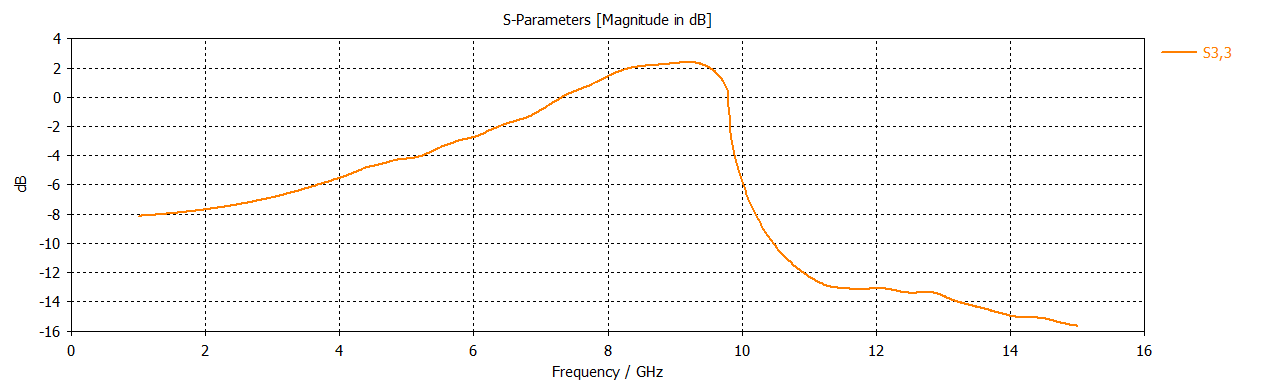 S-Parameters [Magnitude in dB]
4
2
0
-2
-4
-6
-8
-10
-12
-14
-16
dB
0 2 4 6 8 10 12 14 16
Frequency / GHz
S3,3